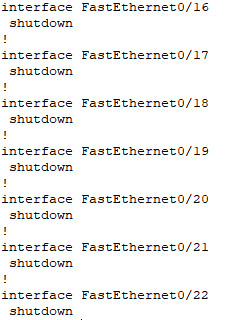 interface FastEthernet0/16
 shutdown
!
interface FastEthernet0/17
 shutdown
!
interface FastEthernet0/18
 shutdown
!
interface FastEthernet0/19
 shutdown
!
interface FastEthernet0/20
 shutdown
!
interface FastEthernet0/21
 shutdown
!
interface FastEthernet0/22
 shutdown